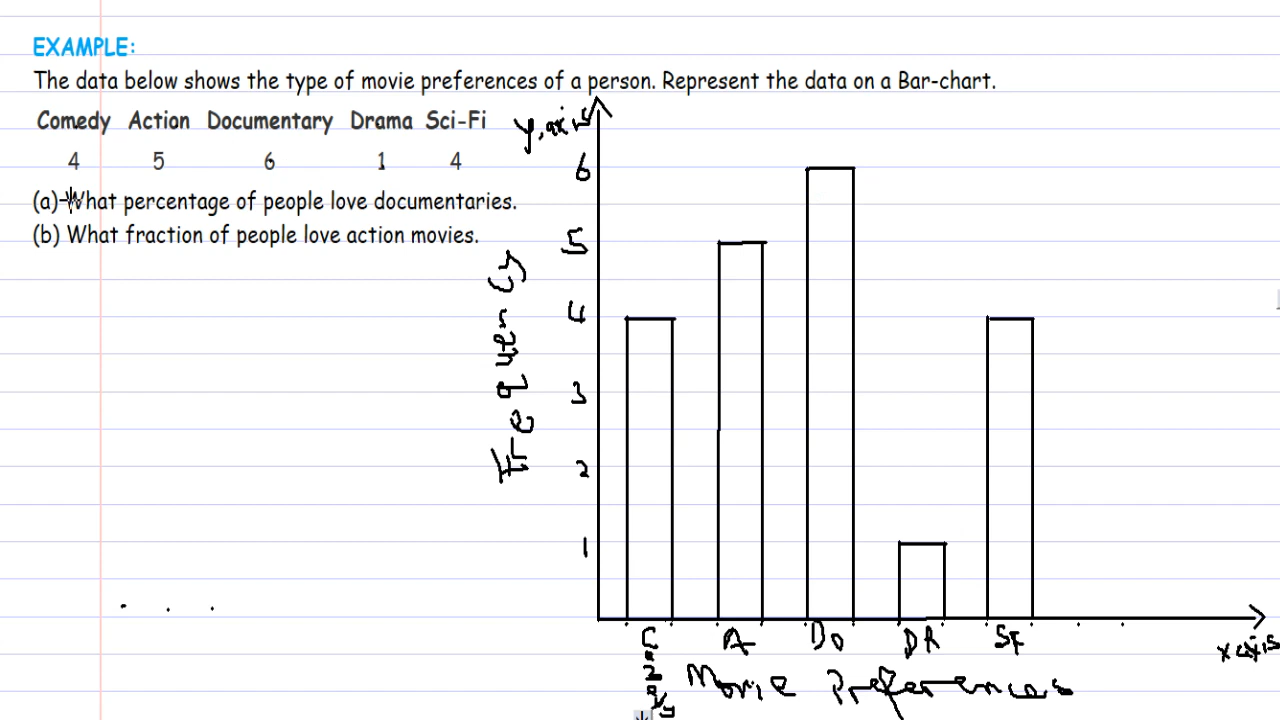 EXAMPLE:
The data below shows the type of movie preferences of a person. Represent the data on a Bar-chart.
Comedy Action Documentary Drama Sci-Fi
4 5 6 1 4
(a) What percentage of people love documentaries.
(b) What fraction of people love action movies.
y, axis
6
5
4
3
2
1
Frequency
C A Do DR SF
x axis
Movie Preferences